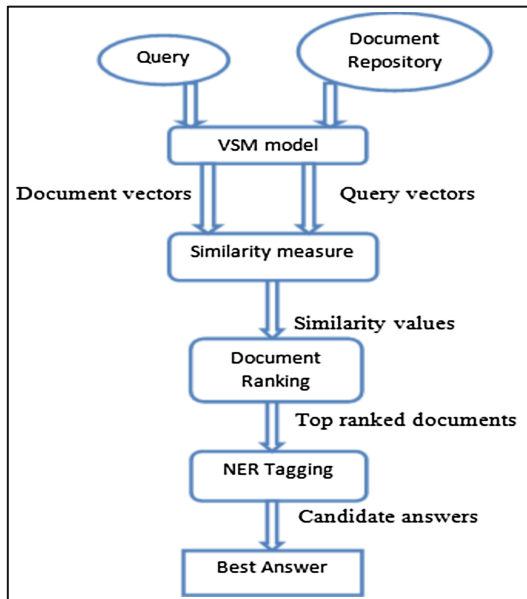 Query
Document
Repository
VSM model
Document vectors
Query vectors
Similarity measure
Similarity values
Document
Ranking
Top ranked documents
NER Tagging
Candidate answers
Best Answer